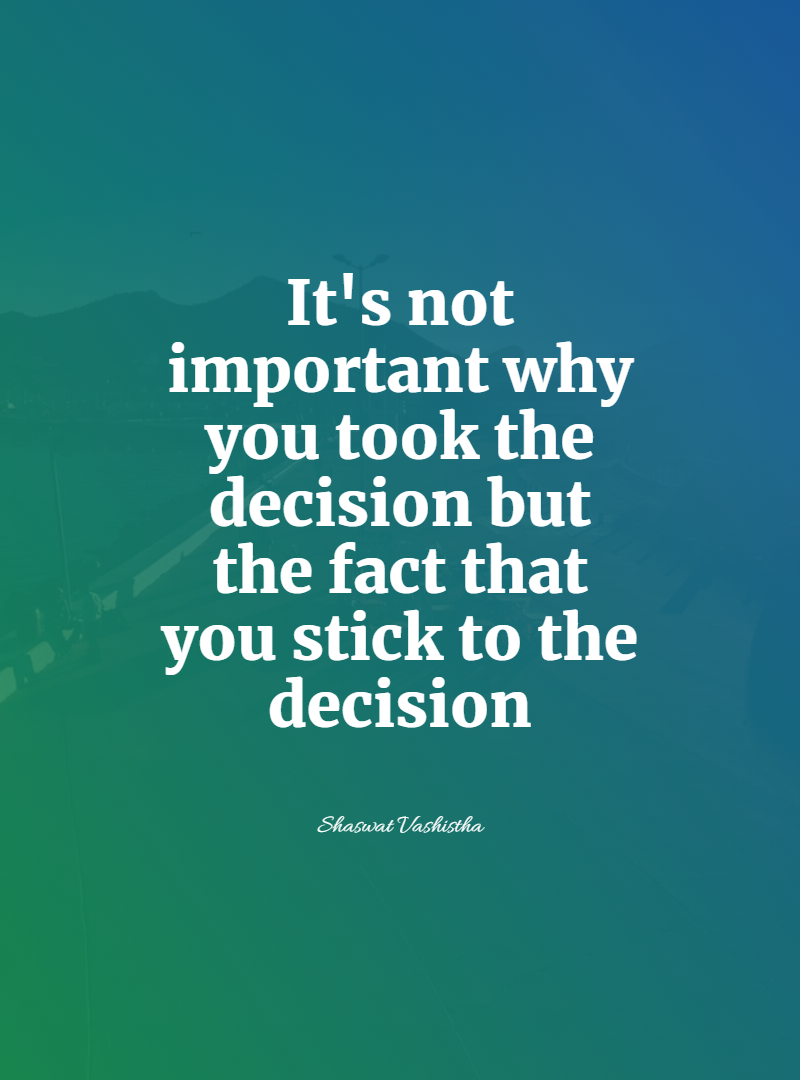 It's not
important why
you took the
decision but
the fact that
you stick to the
decision
Shaswat Vashistha